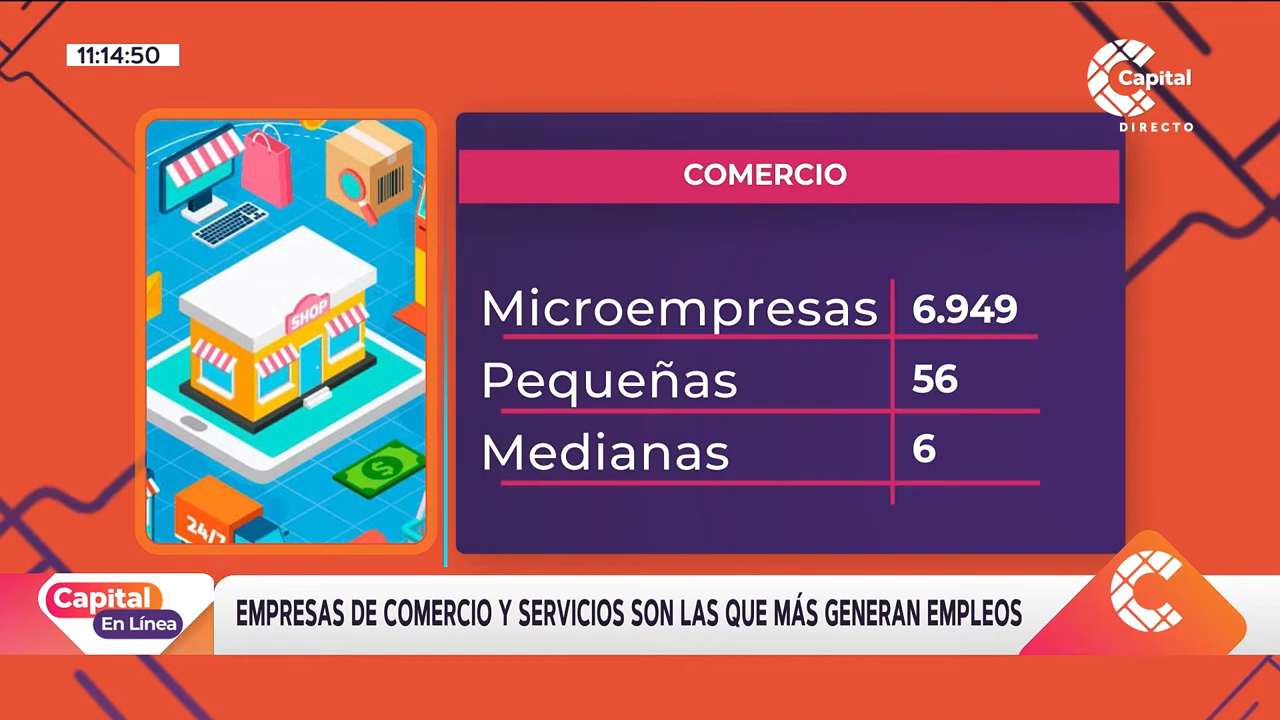 11:14:50
Capital
DIRECTO
COMERCIO
SHOP
24/7
Microempresas 6.949
Pequeñas 56
Medianas 6
Capital
En Línea
EMPRESAS DE COMERCIO Y SERVICIOS SON LAS QUE MÁS GENERAN EMPLEOS